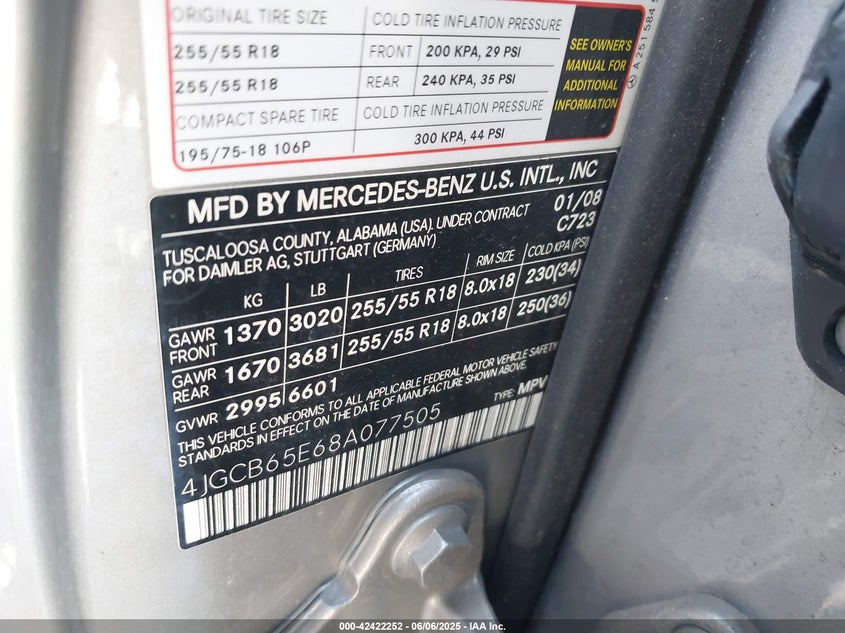 ORIGINAL TIRE SIZE COLD TIRE INFLATION PRESSURE
255/55 R18 FRONT 200 KPA, 29 PSI
255/55 R18 REAR 240 KPA, 35 PSI
COMPACT SPARE TIRE COLD TIRE INFLATION PRESSURE
195/75-18 106P 300 KPA, 44 PSI
SEE OWNER'S
MANUAL FOR
ADDITIONAL
INFORMATION
A 251 584 5
MFD BY MERCEDES-BENZ U.S. INTL., INC
TUSCALOOSA COUNTY, ALABAMA (USA). UNDER CONTRACT 01/08
FOR DAIMLER AG, STUTTGART (GERMANY) C723
KG LB TIRES RIM SIZE COLD KPA (PSI)
GAWR FRONT 1370 3020 255/55 R18 8.0x18 230(34)
GAWR REAR 1670 3681 255/55 R18 8.0x18 250(36)
GVWR 2995 6601
THIS VEHICLE CONFORMS TO ALL APPLICABLE FEDERAL MOTOR VEHICLE SAFETY
STANDARDS IN EFFECT ON THE DATE OF MANUFACTURE SHOWN ABOVE.
4JGCB65E68A077505 TYPE: MPV
000-42422252 - 06/06/2025 - IAA Inc.